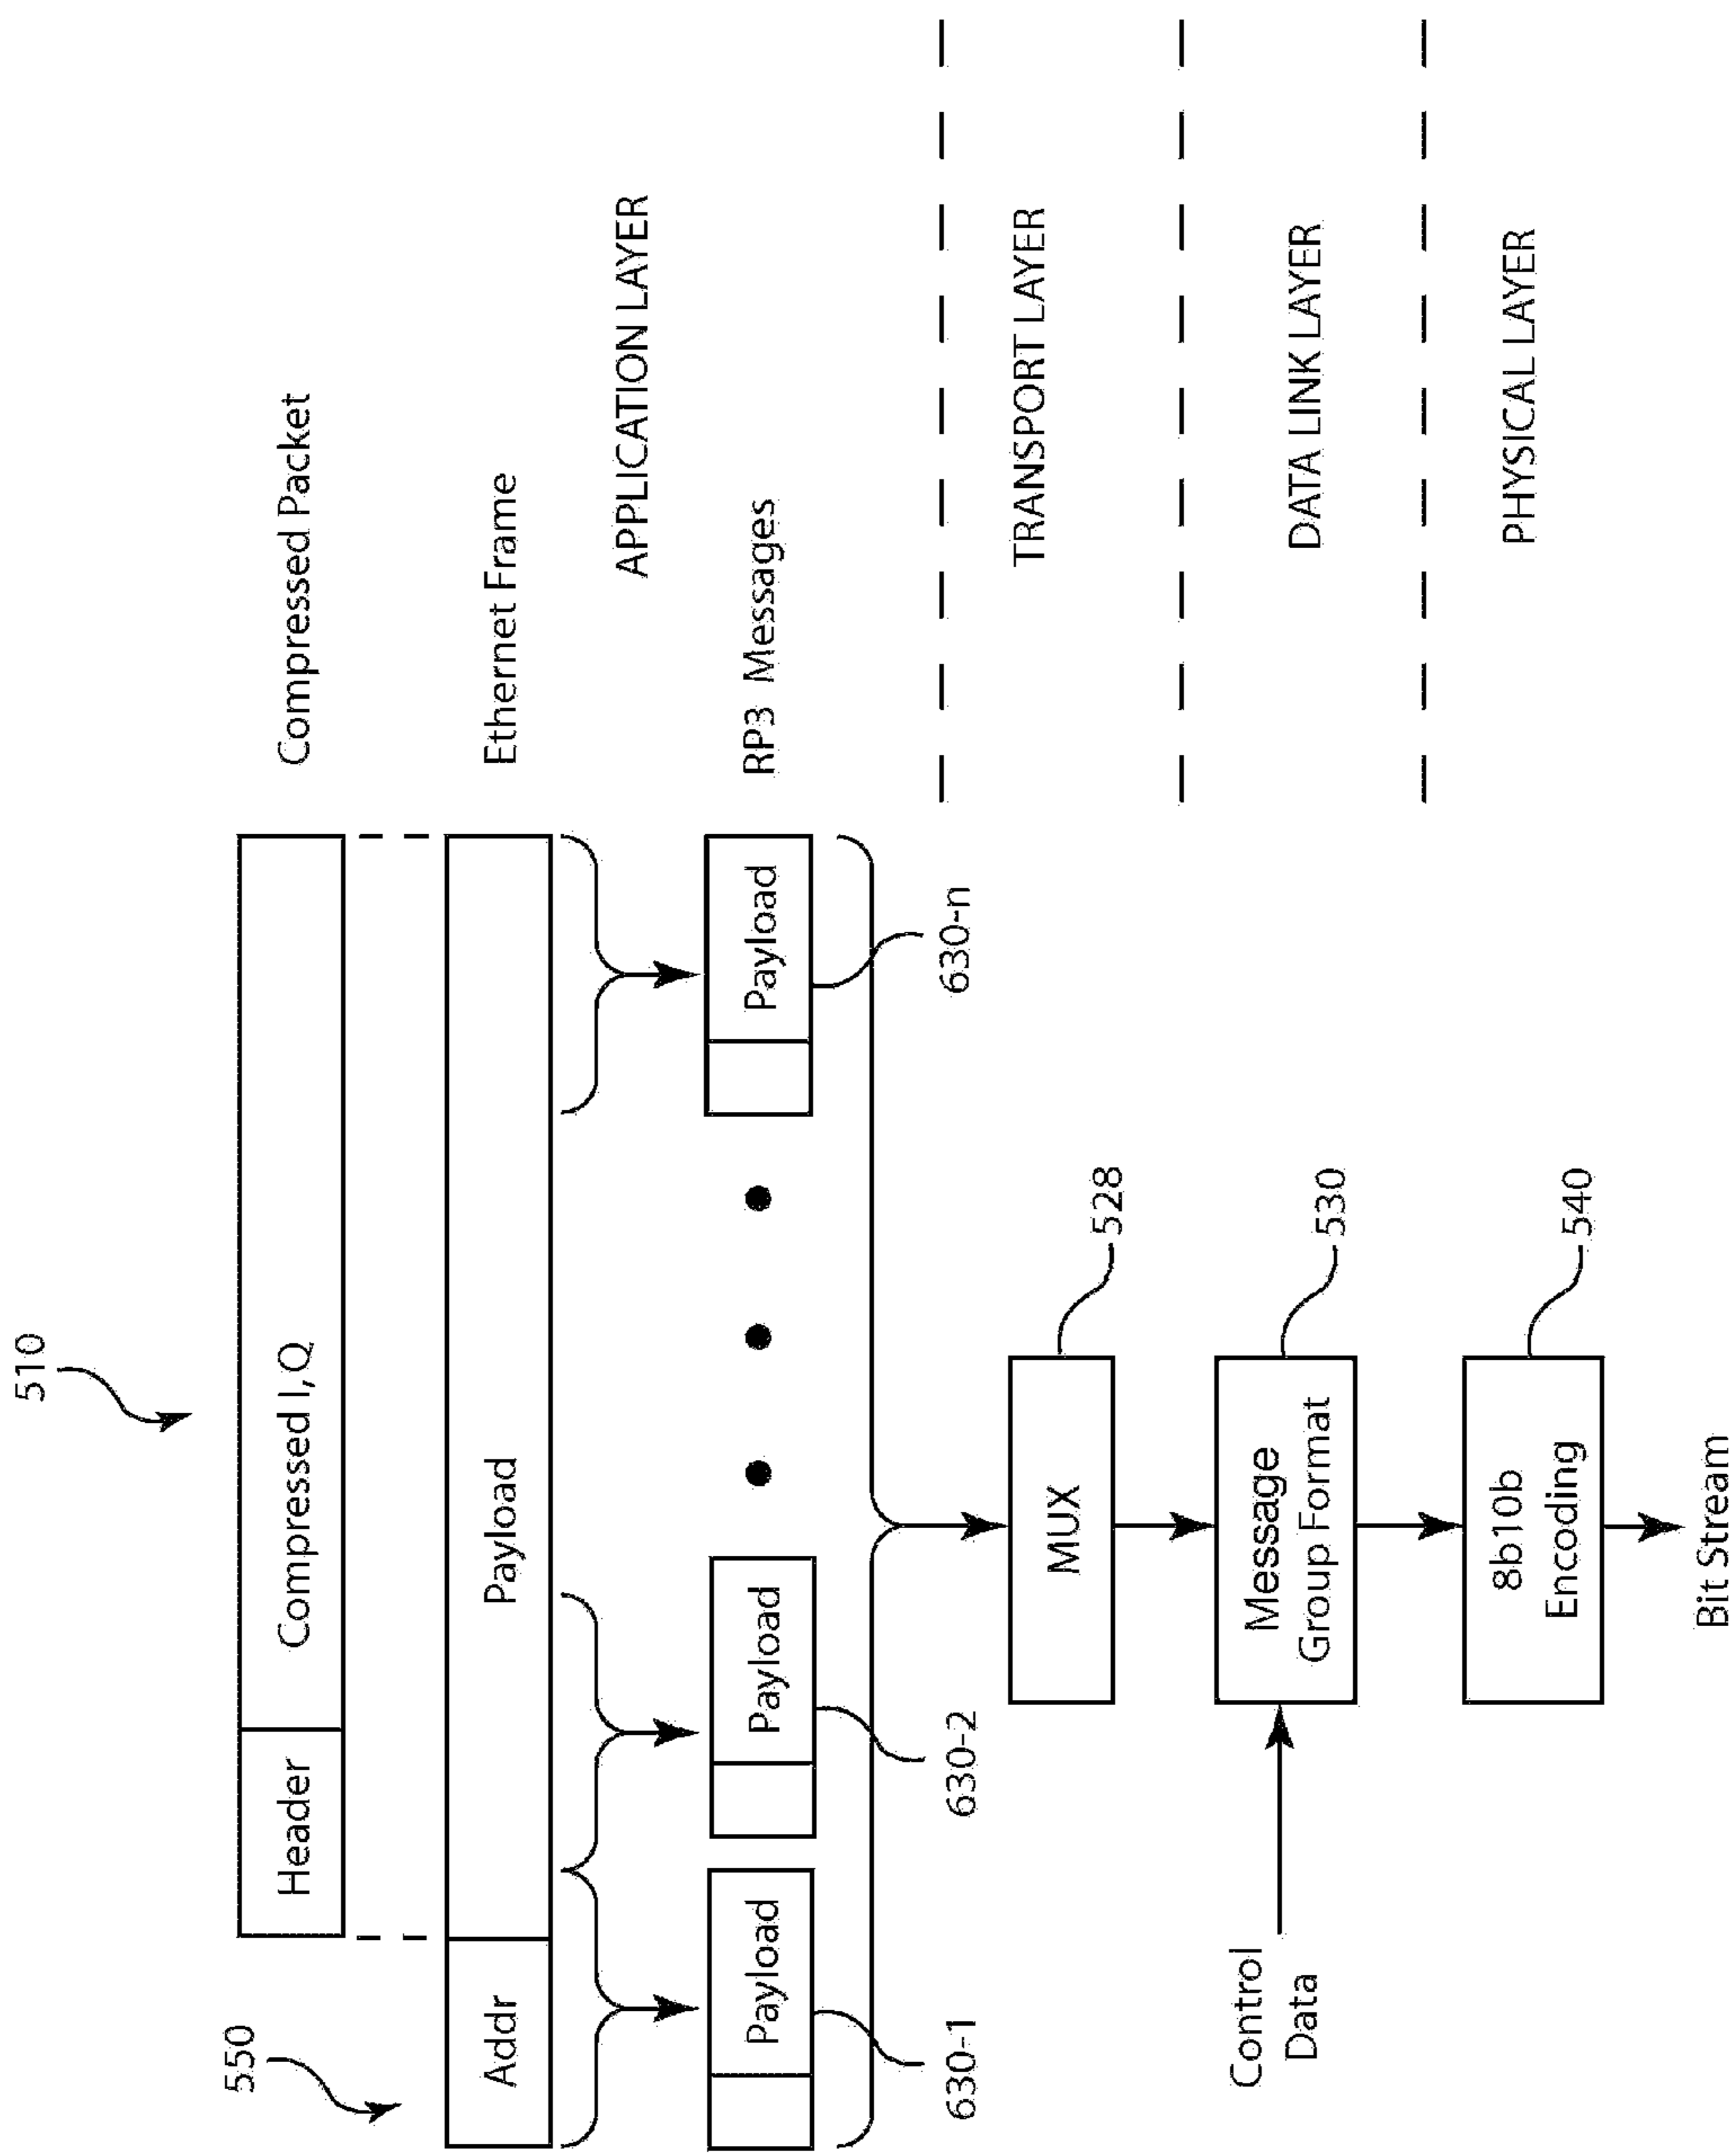 510
Header
Compressed I,Q
Compressed Packet
550
Addr
Payload
Ethernet Frame
APPLICATION LAYER
Payload
Payload
Payload
RP3 Messages
630-1
630-2
630-n
MUX
528
TRANSPORT LAYER
Control
Data
Message
Group Format
530
DATA LINK LAYER
8b10b
Encoding
540
PHYSICAL LAYER
Bit Stream